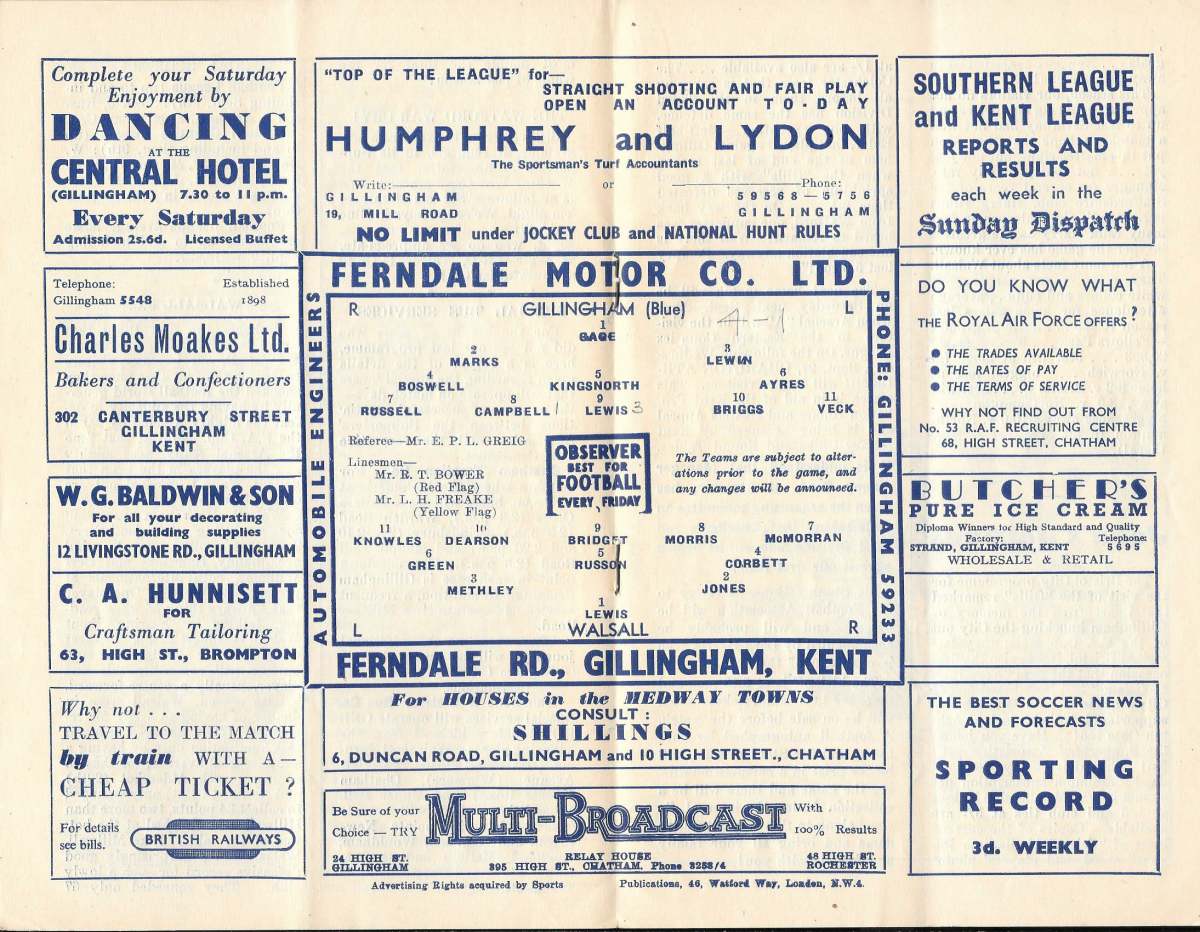 Complete your Saturday
Enjoyment by
DANCING
AT THE
CENTRAL HOTEL
(GILLINGHAM) 7.30 to 11 p.m.
Every Saturday
Admission 2s.6d. Licensed Buffet
"TOP OF THE LEAGUE" for—
STRAIGHT SHOOTING AND FAIR PLAY
OPEN AN ACCOUNT TO-DAY
HUMPHREY and LYDON
The Sportsman's Turf Accountants
Write: or Phone:
GILLINGHAM 59568—5756
19, MILL ROAD GILLINGHAM
NO LIMIT under JOCKEY CLUB and NATIONAL HUNT RULES
SOUTHERN LEAGUE
and KENT LEAGUE
REPORTS AND
RESULTS
each week in the
Sunday Dispatch
Telephone: Established
Gillingham 5548 1898
Charles Moakes Ltd.
Bakers and Confectioners
302 CANTERBURY STREET
GILLINGHAM
KENT
W. G. BALDWIN & SON
For all your decorating
and building supplies
12 LIVINGSTONE RD., GILLINGHAM
C. A. HUNNISETT
FOR
Craftsman Tailoring
63, HIGH ST., BROMPTON
Why not . . .
TRAVEL TO THE MATCH
by train WITH A—
CHEAP TICKET ?
For details
see bills.
BRITISH RAILWAYS
FERNDALE MOTOR CO. LTD.
AUTOMOBILE ENGINEERS
PHONE: GILLINGHAM 59233
R GILLINGHAM (Blue) 4-1 L
1
GAGE
2 3
MARKS LEWIN
4 5 6
BOSWELL KINGSNORTH AYRES
7 8 9 10 11
RUSSELL CAMPBELL 1 LEWIS 3 BRIGGS VECK
Referee—Mr. E. P. L. GREIG
Linesmen—
Mr. E. T. BOWER
(Red Flag)
Mr. L. H. FREAKE
(Yellow Flag)
OBSERVER
BEST FOR
FOOTBALL
EVERY FRIDAY
The Teams are subject to alter-
ations prior to the game, and
any changes will be announced.
11 10 9 8 7
KNOWLES DEARSON BRIDGET MORRIS McMORRAN
6 5 4
GREEN RUSSON CORBETT
3 2
METHLEY JONES
1
LEWIS
L WALSALL R
FERNDALE RD., GILLINGHAM, KENT
For HOUSES in the MEDWAY TOWNS
CONSULT :
SHILLINGS
6, DUNCAN ROAD, GILLINGHAM and 10 HIGH STREET., CHATHAM
Be Sure of your
Choice — TRY
MULTI-BROADCAST
With
100% Results
24 HIGH ST. RELAY HOUSE 48 HIGH ST.
GILLINGHAM 395 HIGH ST., CHATHAM, Phone 3258/4 ROCHESTER
Advertising Rights acquired by Sports Publications, 46, Watford Way, London, N.W.4.
DO YOU KNOW WHAT
THE ROYAL AIR FORCE OFFERS ?
● THE TRADES AVAILABLE
● THE RATES OF PAY
● THE TERMS OF SERVICE
WHY NOT FIND OUT FROM
No. 53 R.A.F. RECRUITING CENTRE
68, HIGH STREET, CHATHAM
BUTCHER'S
PURE ICE CREAM
Diploma Winners for High Standard and Quality
Factory: Telephone:
STRAND, GILLINGHAM, KENT 5695
WHOLESALE & RETAIL
THE BEST SOCCER NEWS
AND FORECASTS
SPORTING
RECORD
3d. WEEKLY